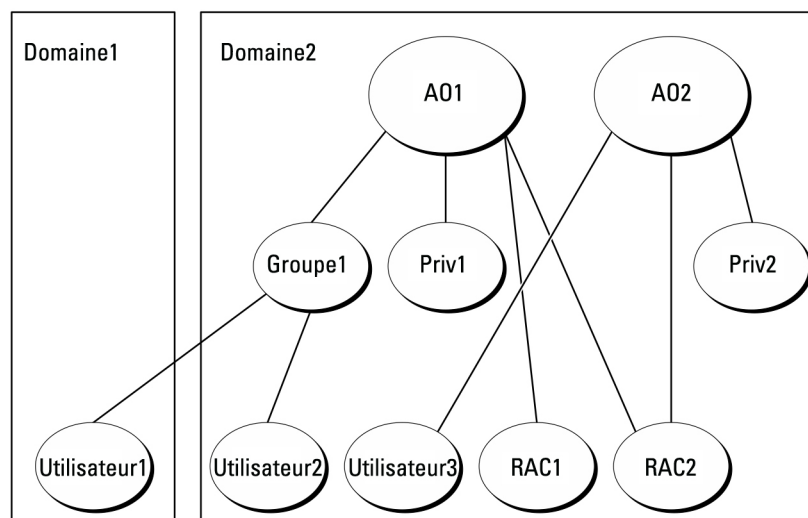 Domaine1
Domaine2
AO1
AO2
Groupe1
Priv1
Priv2
Utilisateur1
Utilisateur2
Utilisateur3
RAC1
RAC2